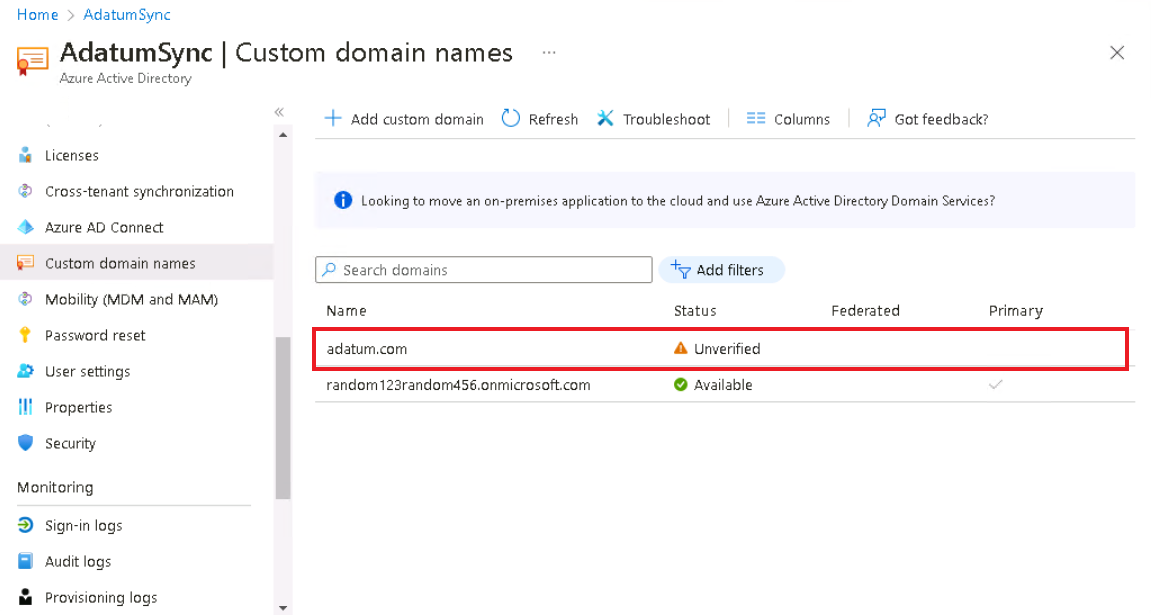 Home > AdatumSync
AdatumSync | Custom domain names ...
Azure Active Directory
Add custom domain Refresh Troubleshoot Columns Got feedback?
Licenses
Cross-tenant synchronization
Azure AD Connect
Custom domain names
Mobility (MDM and MAM)
Password reset
User settings
Properties
Security
Monitoring
Sign-in logs
Audit logs
Provisioning logs
Looking to move an on-premises application to the cloud and use Azure Active Directory Domain Services?
Search domains Add filters
Name Status Federated Primary
adatum.com Unverified
random123random456.onmicrosoft.com Available